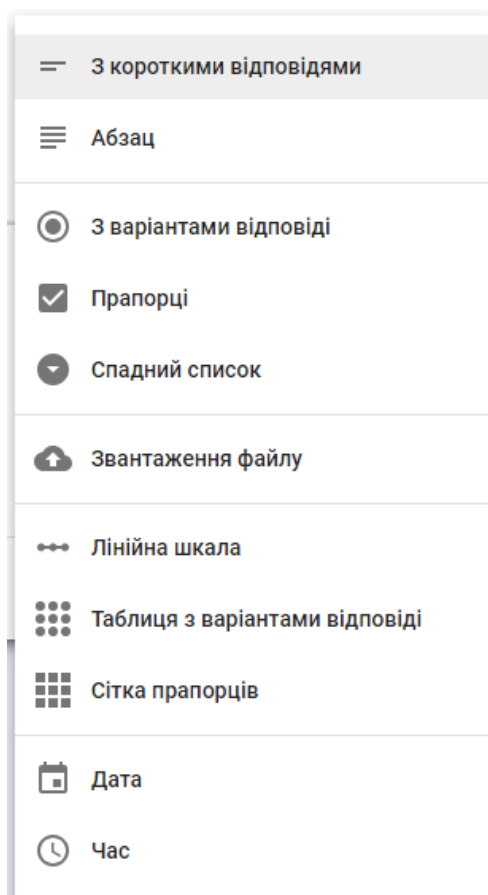 З короткими відповідями
Абзац
З варіантами відповіді
Прапорці
Спадний список
Звантаження файлу
Лінійна шкала
Таблиця з варіантами відповіді
Сітка прапорців
Дата
Час